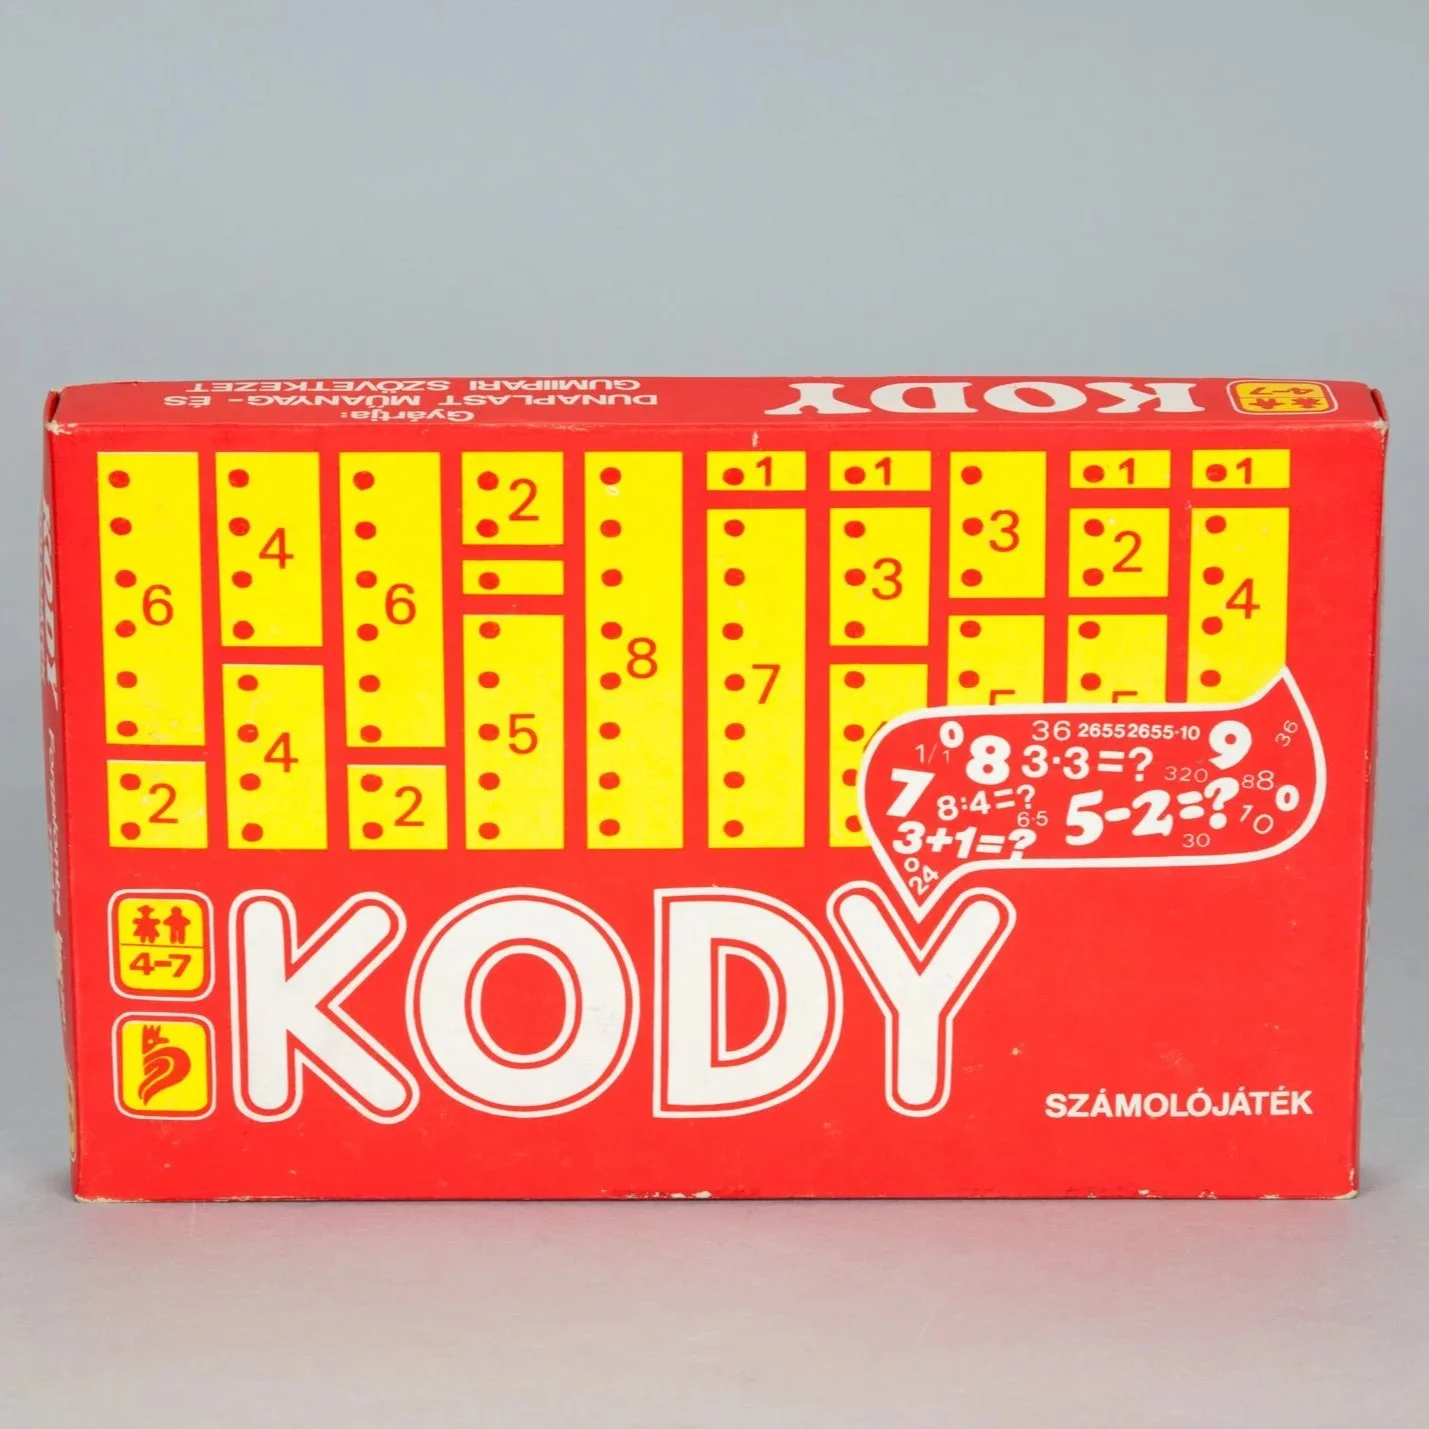 KODY
4-7
Gyártja:
DUNAPLAST MŰANYAG- ÉS
GUMIIPARI SZÖVETKEZET
6 4 6 2 8 1 1 3 1 1
2 4 2 5 7 3 2 4
36 26552655·10 9 36
1/1 0 8 3·3=? 320 88
7 8:4=? 6·5 5-2=? 10 0
3+1=? 30
0
24
4-7
KODY
SZÁMOLÓJÁTÉK
KODY